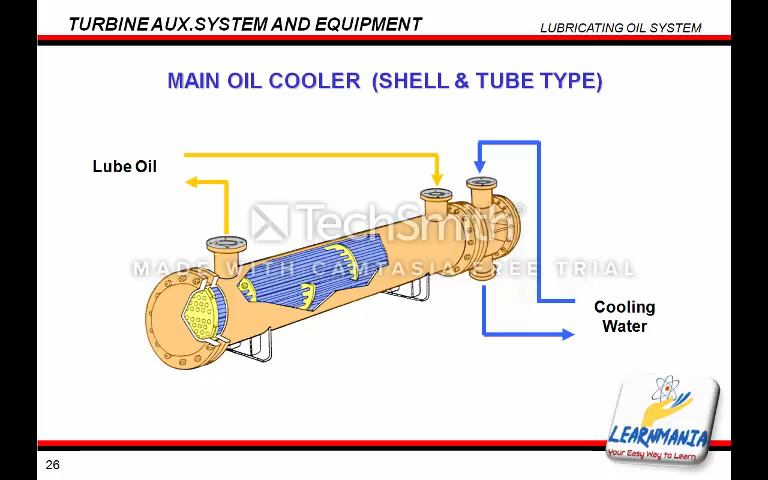 TURBINE AUX.SYSTEM AND EQUIPMENT
LUBRICATING OIL SYSTEM
MAIN OIL COOLER (SHELL & TUBE TYPE)
Lube Oil
TechSmith®
MADE WITH CAMTASIA FREE TRIAL
Cooling
Water
LEARNMANIA
Your Easy Way to Learn
26